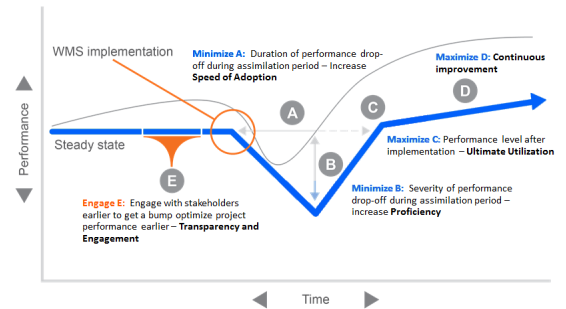 WMS implementation
Minimize A: Duration of performance drop-
off during assimilation period – Increase
Speed of Adoption
Maximize D: Continuous
improvement
A
C
D
Performance
Steady state
B
Maximize C: Performance level after
implementation – Ultimate Utilization
E
Minimize B: Severity of performance
drop-off during assimilation period –
increase Proficiency
Engage E: Engage with stakeholders
earlier to get a bump optimize project
performance earlier – Transparency and
Engagement
Time